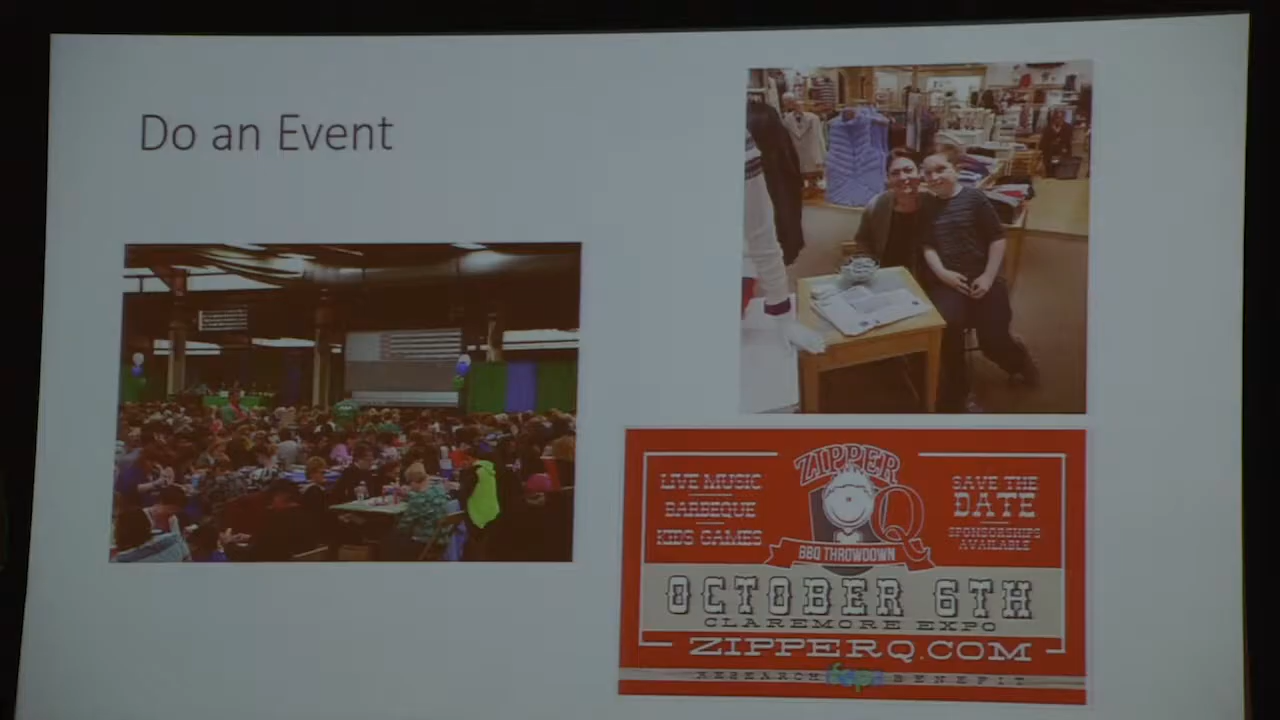 Do an Event
LIVE MUSIC
BARBEQUE
KIDS GAMES
ZIPPER
Q
BBQ THROWDOWN
SAVE THE
DATE
SPONSORSHIPS
AVAILABLE
OCTOBER 6TH
CLAREMORE EXPO
ZIPPERQ.COM
RESEARCH BENEFIT